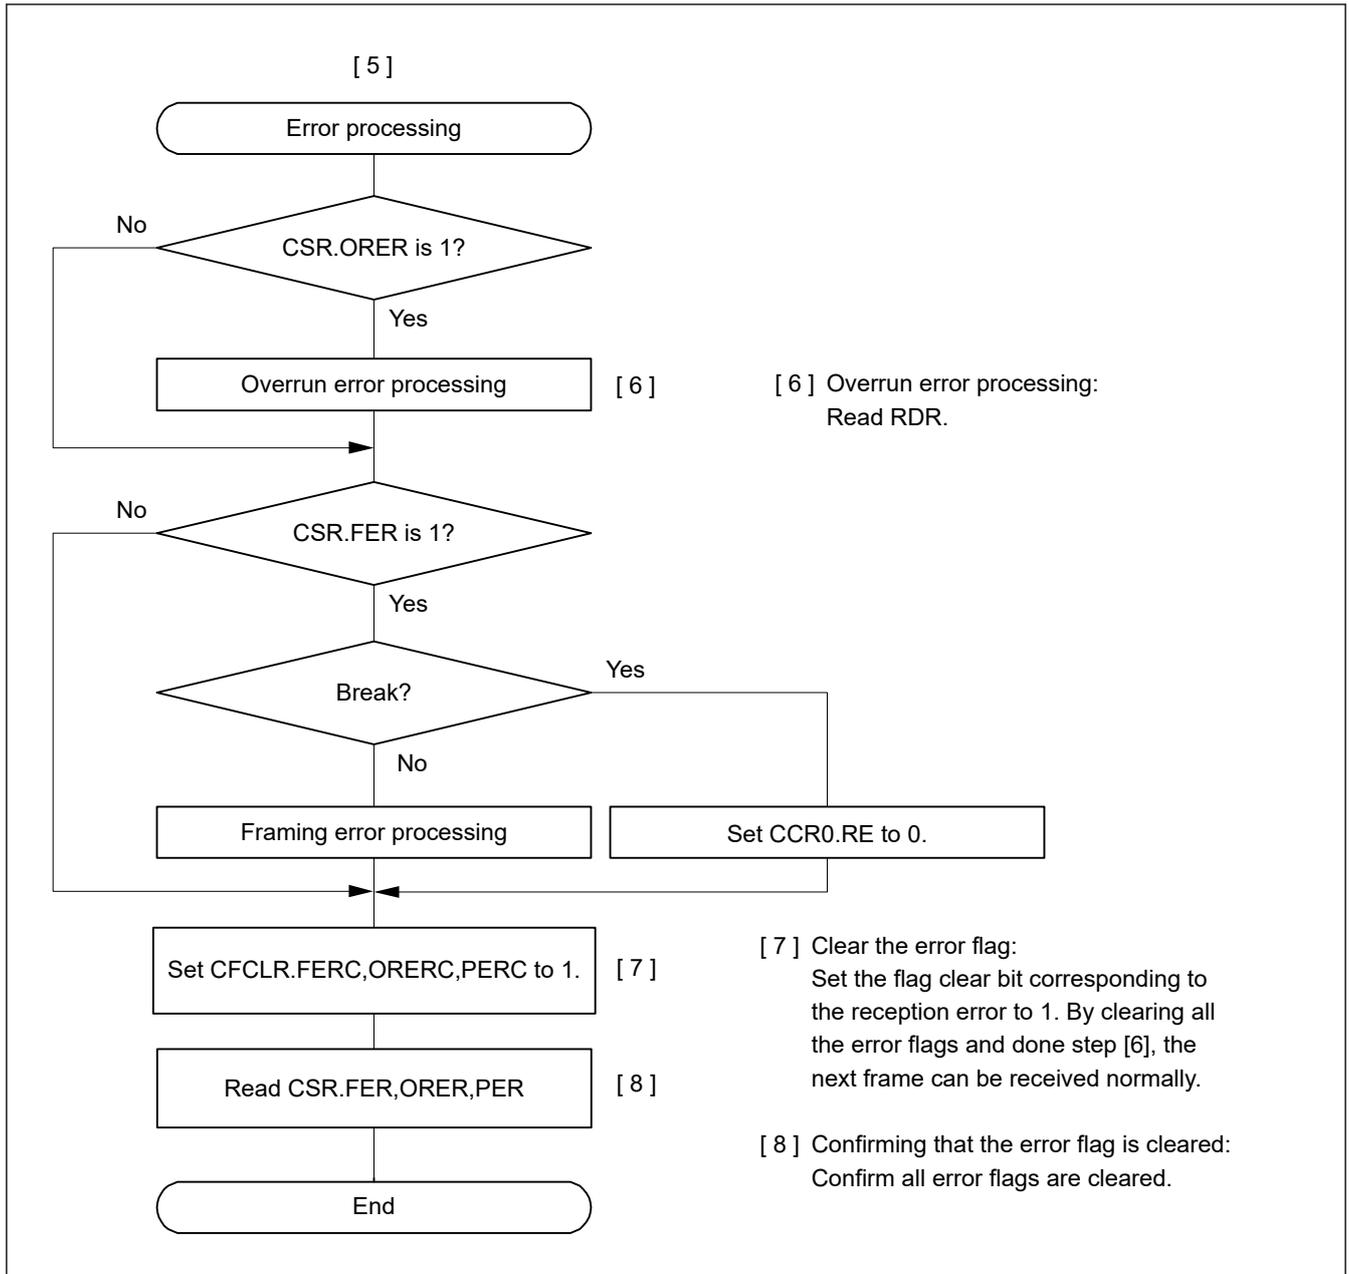 [ 5 ]
Error processing
No
CSR.ORER is 1?
Yes
Overrun error processing
[ 6 ]
[ 6 ] Overrun error processing:
Read RDR.
No
CSR.FER is 1?
Yes
Break?
Yes
No
Framing error processing
Set CCR0.RE to 0.
Set CFCLR.FERC,ORERC,PERC to 1.
[ 7 ]
[ 7 ] Clear the error flag:
Set the flag clear bit corresponding to
the reception error to 1. By clearing all
the error flags and done step [6], the
next frame can be received normally.
Read CSR.FER,ORER,PER
[ 8 ]
[ 8 ] Confirming that the error flag is cleared:
Confirm all error flags are cleared.
End